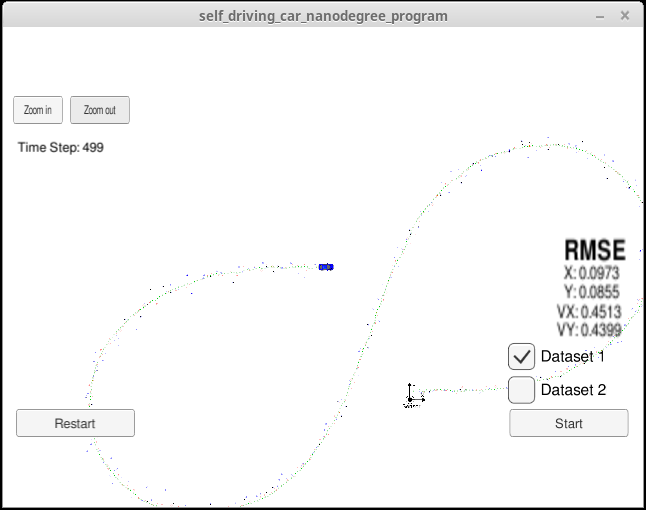 self_driving_car_nanodegree_program
Zoom in
Zoom out
Time Step: 499
RMSE
X: 0.0973
Y: 0.0855
VX: 0.4513
VY: 0.4399
Dataset 1
Dataset 2
Restart
Start